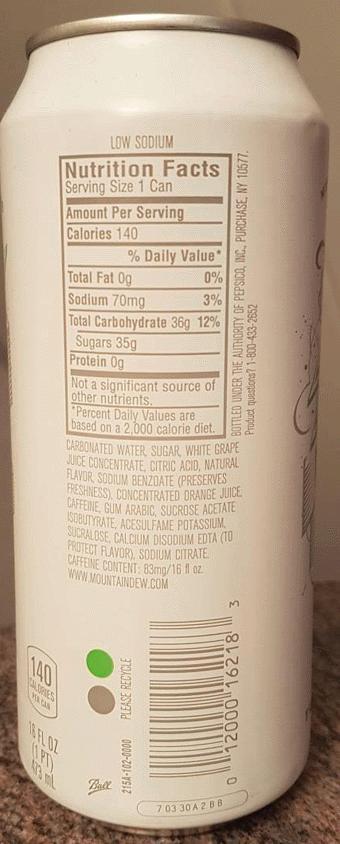 LOW SODIUM
Nutrition Facts
Serving Size 1 Can
Amount Per Serving
Calories 140
% Daily Value*
Total Fat 0g 0%
Sodium 70mg 3%
Total Carbohydrate 36g 12%
Sugars 35g
Protein 0g
Not a significant source of
other nutrients.
*Percent Daily Values are
based on a 2,000 calorie diet.
BOTTLED UNDER THE AUTHORITY OF PEPSICO, INC., PURCHASE, NY 10577.
Product questions? 1-800-433-2652
CARBONATED WATER, SUGAR, WHITE GRAPE
JUICE CONCENTRATE, CITRIC ACID, NATURAL
FLAVOR, SODIUM BENZOATE (PRESERVES
FRESHNESS), CONCENTRATED ORANGE JUICE,
CAFFEINE, GUM ARABIC, SUCROSE ACETATE
ISOBUTYRATE, ACESULFAME POTASSIUM,
SUCRALOSE, CALCIUM DISODIUM EDTA (TO
PROTECT FLAVOR), SODIUM CITRATE.
CAFFEINE CONTENT: 83mg/16 fl oz.
WWW.MOUNTAINDEW.COM
140
CALORIES
PER CAN
16 FL OZ
(1 PT)
473 mL
Ball
215A-102-0000
PLEASE RECYCLE
0 12000 16218 3
7 03 30 A 2 B B